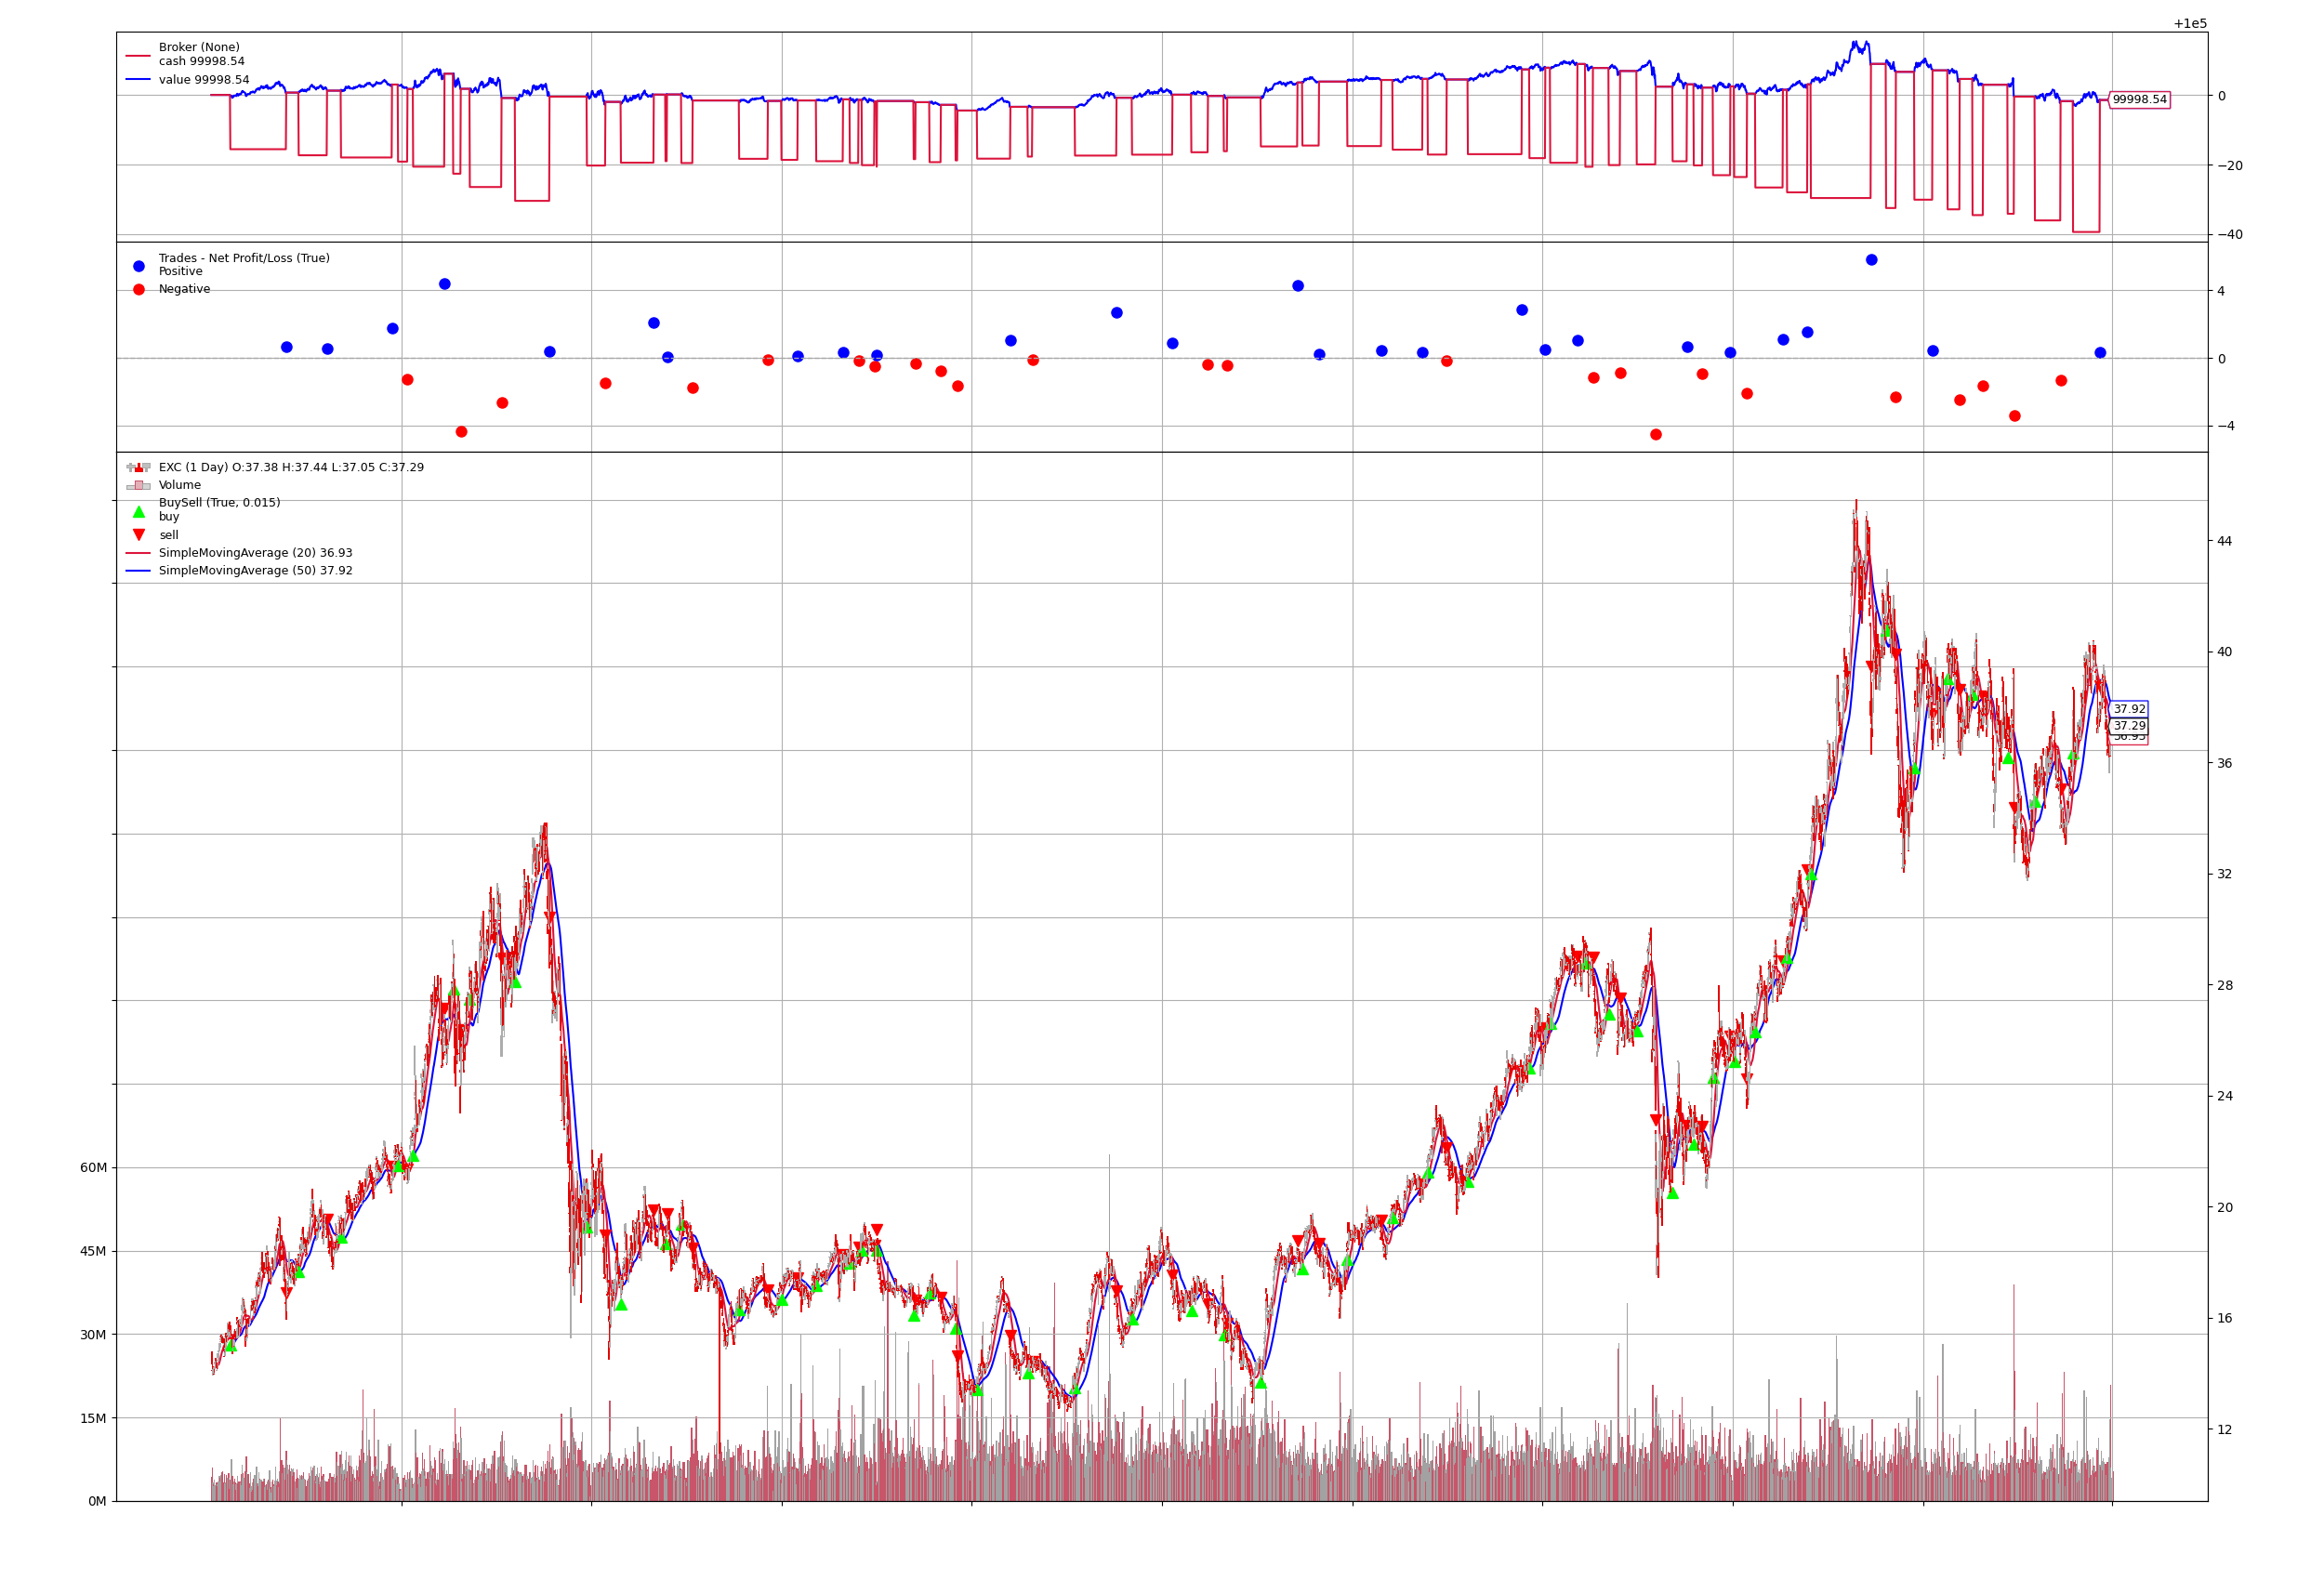 +1e5
Broker (None)
cash 99998.54
value 99998.54
0
99998.54
−20
−40
Trades - Net Profit/Loss (True)
Positive
Negative
4
0
−4
EXC (1 Day) O:37.38 H:37.44 L:37.05 C:37.29
Volume
BuySell (True, 0.015)
buy
sell
SimpleMovingAverage (20) 36.93
SimpleMovingAverage (50) 37.92
44
40
37.92
37.29
36.93
36
32
28
24
60M
20
45M
30M
16
15M
12
0M